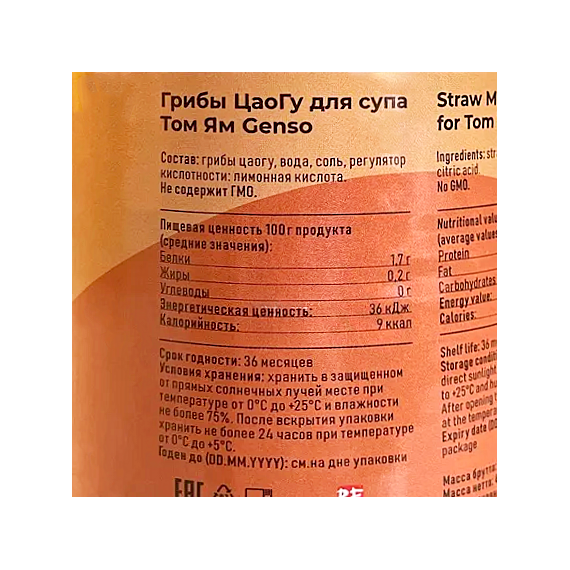 Грибы ЦаоГу для супа
Том Ям Genso
Состав: грибы цаогу, вода, соль, регулятор
кислотности: лимонная кислота.
Не содержит ГМО.
Пищевая ценность 100 г продукта
(средние значения):
Белки 1,7 г
Жиры 0,2 г
Углеводы 0 г
Энергетическая ценность: 36 кДж
Калорийность: 9 ккал
Срок годности: 36 месяцев
Условия хранения: хранить в защищенном
от прямых солнечных лучей месте при
температуре от 0°C до +25°C и влажности
не более 75%. После вскрытия упаковки
хранить не более 24 часов при температуре
от 0°C до +5°C.
Годен до (DD.MM.YYYY): см.на дне упаковки
EAC
Straw M
for Tom
Ingredients: stra
citric acid.
No GMO.
Nutritional valu
(average values
Protein
Fat
Carbohydrates
Energy value:
Calories:
Shelf life: 36 m
Storage condit
direct sunlight
to +25°C and hu
After opening t
at the tempera
Expiry date (DD
package
Масса брутто:
Масса нетто: